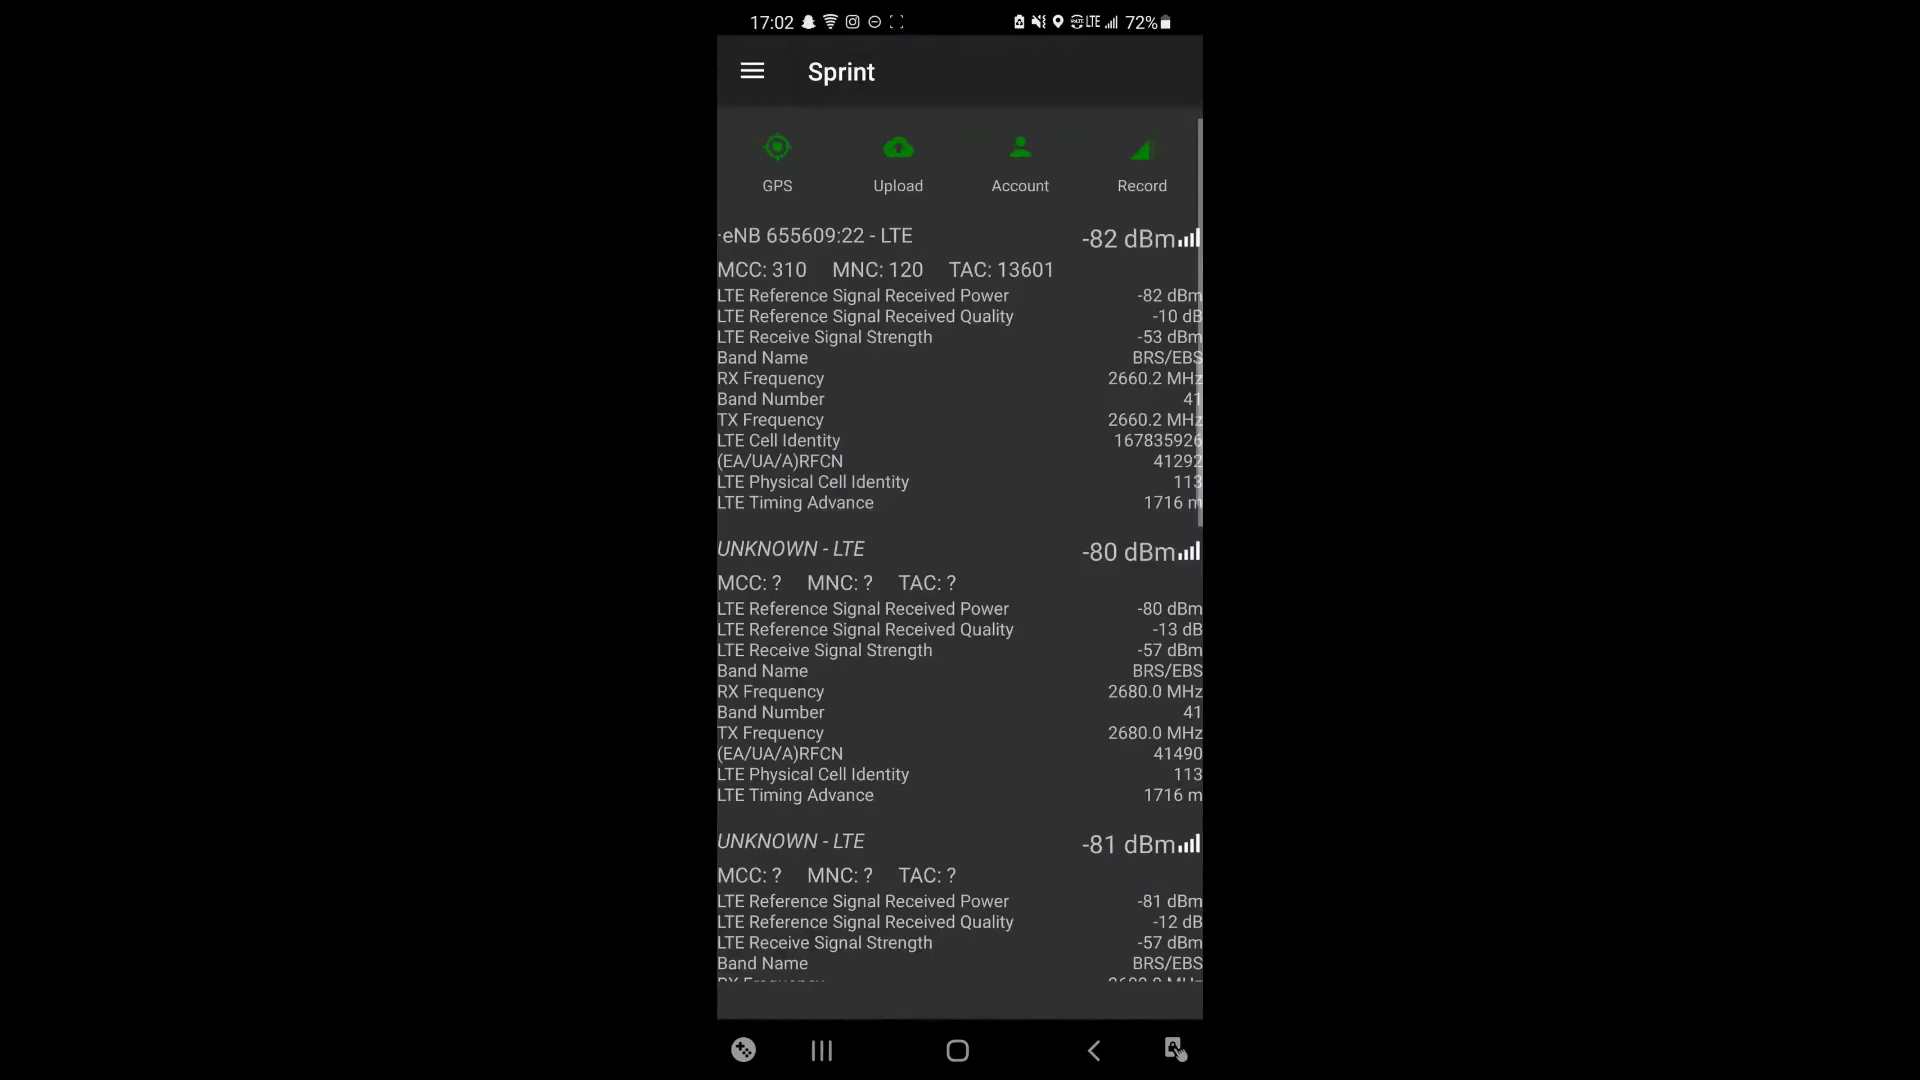 17:02 LTE 72%
Sprint
GPS Upload Account Record
eNB 655609:22 - LTE -82 dBm
MCC: 310 MNC: 120 TAC: 13601
LTE Reference Signal Received Power -82 dBm
LTE Reference Signal Received Quality -10 dB
LTE Receive Signal Strength -53 dBm
Band Name BRS/EBS
RX Frequency 2660.2 MHz
Band Number 41
TX Frequency 2660.2 MHz
LTE Cell Identity 167835926
(EA/UA/A)RFCN 41292
LTE Physical Cell Identity 113
LTE Timing Advance 1716 m
UNKNOWN - LTE -80 dBm
MCC: ? MNC: ? TAC: ?
LTE Reference Signal Received Power -80 dBm
LTE Reference Signal Received Quality -13 dB
LTE Receive Signal Strength -57 dBm
Band Name BRS/EBS
RX Frequency 2680.0 MHz
Band Number 41
TX Frequency 2680.0 MHz
(EA/UA/A)RFCN 41490
LTE Physical Cell Identity 113
LTE Timing Advance 1716 m
UNKNOWN - LTE -81 dBm
MCC: ? MNC: ? TAC: ?
LTE Reference Signal Received Power -81 dBm
LTE Reference Signal Received Quality -12 dB
LTE Receive Signal Strength -57 dBm
Band Name BRS/EBS
RX Frequency